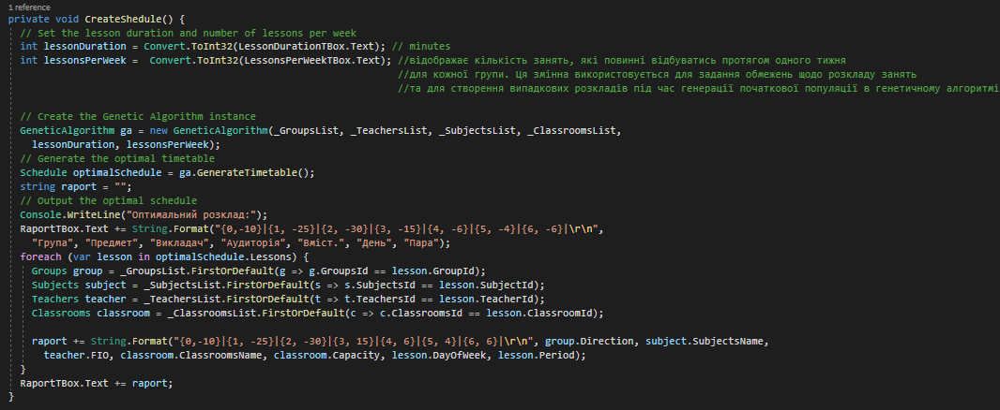 1 reference
private void CreateShedule() {
// Set the lesson duration and number of lessons per week
int lessonDuration = Convert.ToInt32(LessonDurationTBox.Text); // minutes
int lessonsPerWeek =  Convert.ToInt32(LessonsPerWeekTBox.Text); //відображає кількість занять, які повинні відбуватись протягом одного тижня
//для кожної групи. Ця змінна використовується для задання обмежень щодо розкладу занять
//та для створення випадкових розкладів під час генерації початкової популяції в генетичному алгоритмі
// Create the Genetic Algorithm instance
GeneticAlgorithm ga = new GeneticAlgorithm(_GroupsList, _TeachersList, _SubjectsList, _ClassroomsList,
lessonDuration, lessonsPerWeek);
// Generate the optimal timetable
Schedule optimalSchedule = ga.GenerateTimetable();
string raport = "";
// Output the optimal schedule
Console.WriteLine("Оптимальний розклад:");
RaportTBox.Text += String.Format("{0,-10}|{1, -25}|{2, -30}|{3, -15}|{4, -6}|{5, -4}|{6, -6}|\r\n",
"Група", "Предмет", "Викладач", "Аудиторія", "Вміст.", "День", "Пара");
foreach (var lesson in optimalSchedule.Lessons) {
Groups group = _GroupsList.FirstOrDefault(g => g.GroupsId == lesson.GroupId);
Subjects subject = _SubjectsList.FirstOrDefault(s => s.SubjectsId == lesson.SubjectId);
Teachers teacher = _TeachersList.FirstOrDefault(t => t.TeachersId == lesson.TeacherId);
Classrooms classroom = _ClassroomsList.FirstOrDefault(c => c.ClassroomsId == lesson.ClassroomId);
raport += String.Format("{0,-10}|{1, -25}|{2, -30}|{3, 15}|{4, 6}|{5, 4}|{6, 6}|\r\n", group.Direction, subject.SubjectsName,
teacher.FIO, classroom.ClassroomsName, classroom.Capacity, lesson.DayOfWeek, lesson.Period);
}
RaportTBox.Text += raport;
}